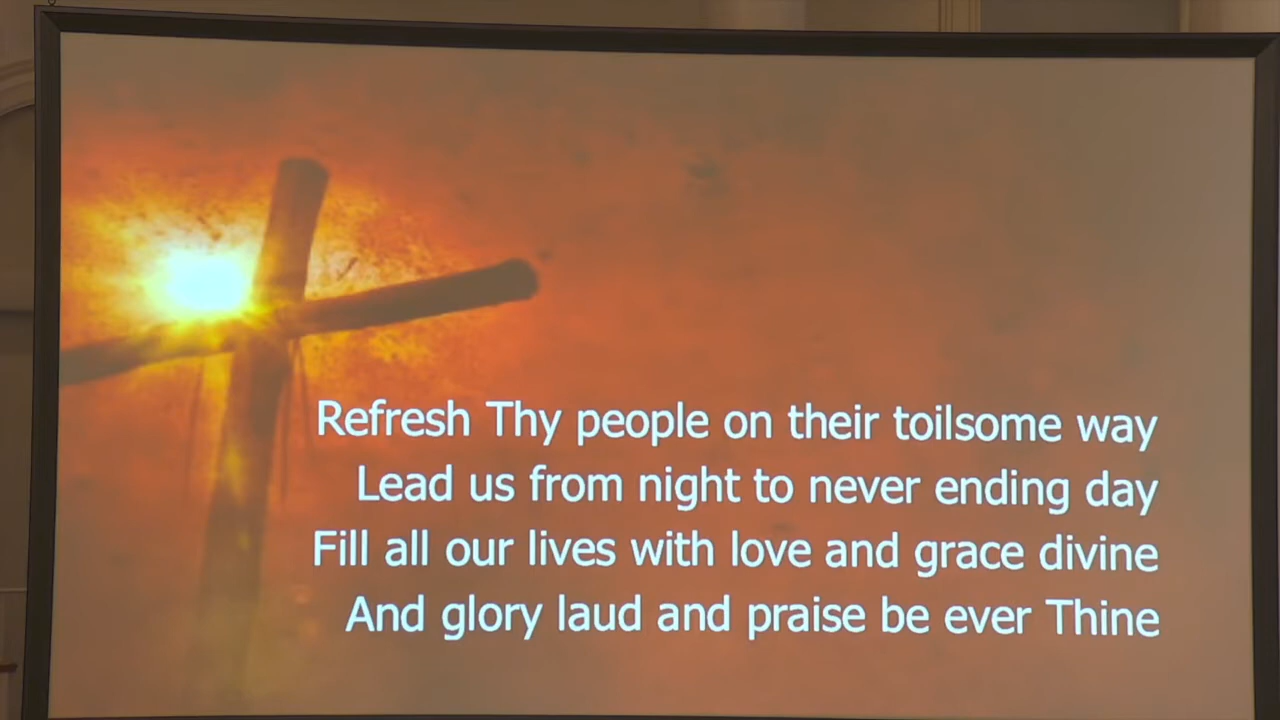 Refresh Thy people on their toilsome way
Lead us from night to never ending day
Fill all our lives with love and grace divine
And glory laud and praise be ever Thine